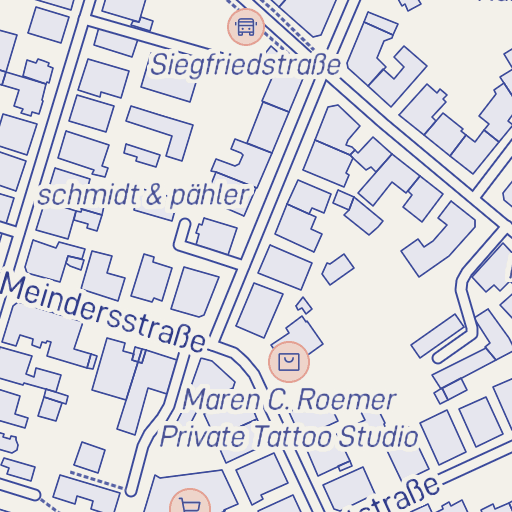 Siegfriedstraße
schmidt & pähler
Meindersstraße
Maren C. Roemer
Private Tattoo Studio